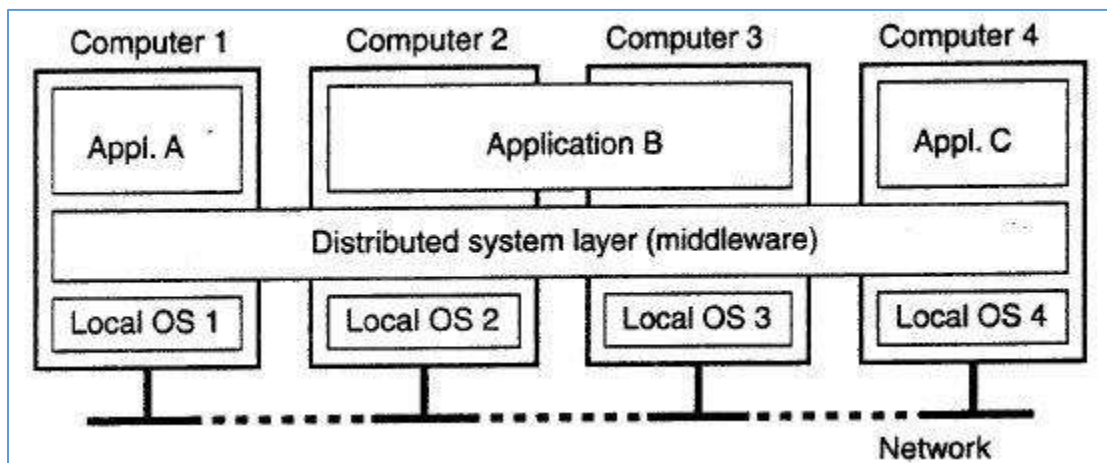 Computer 1
Computer 2
Computer 3
Computer 4
Appl. A
Application B
Appl. C
Distributed system layer (middleware)
Local OS 1
Local OS 2
Local OS 3
Local OS 4
Network